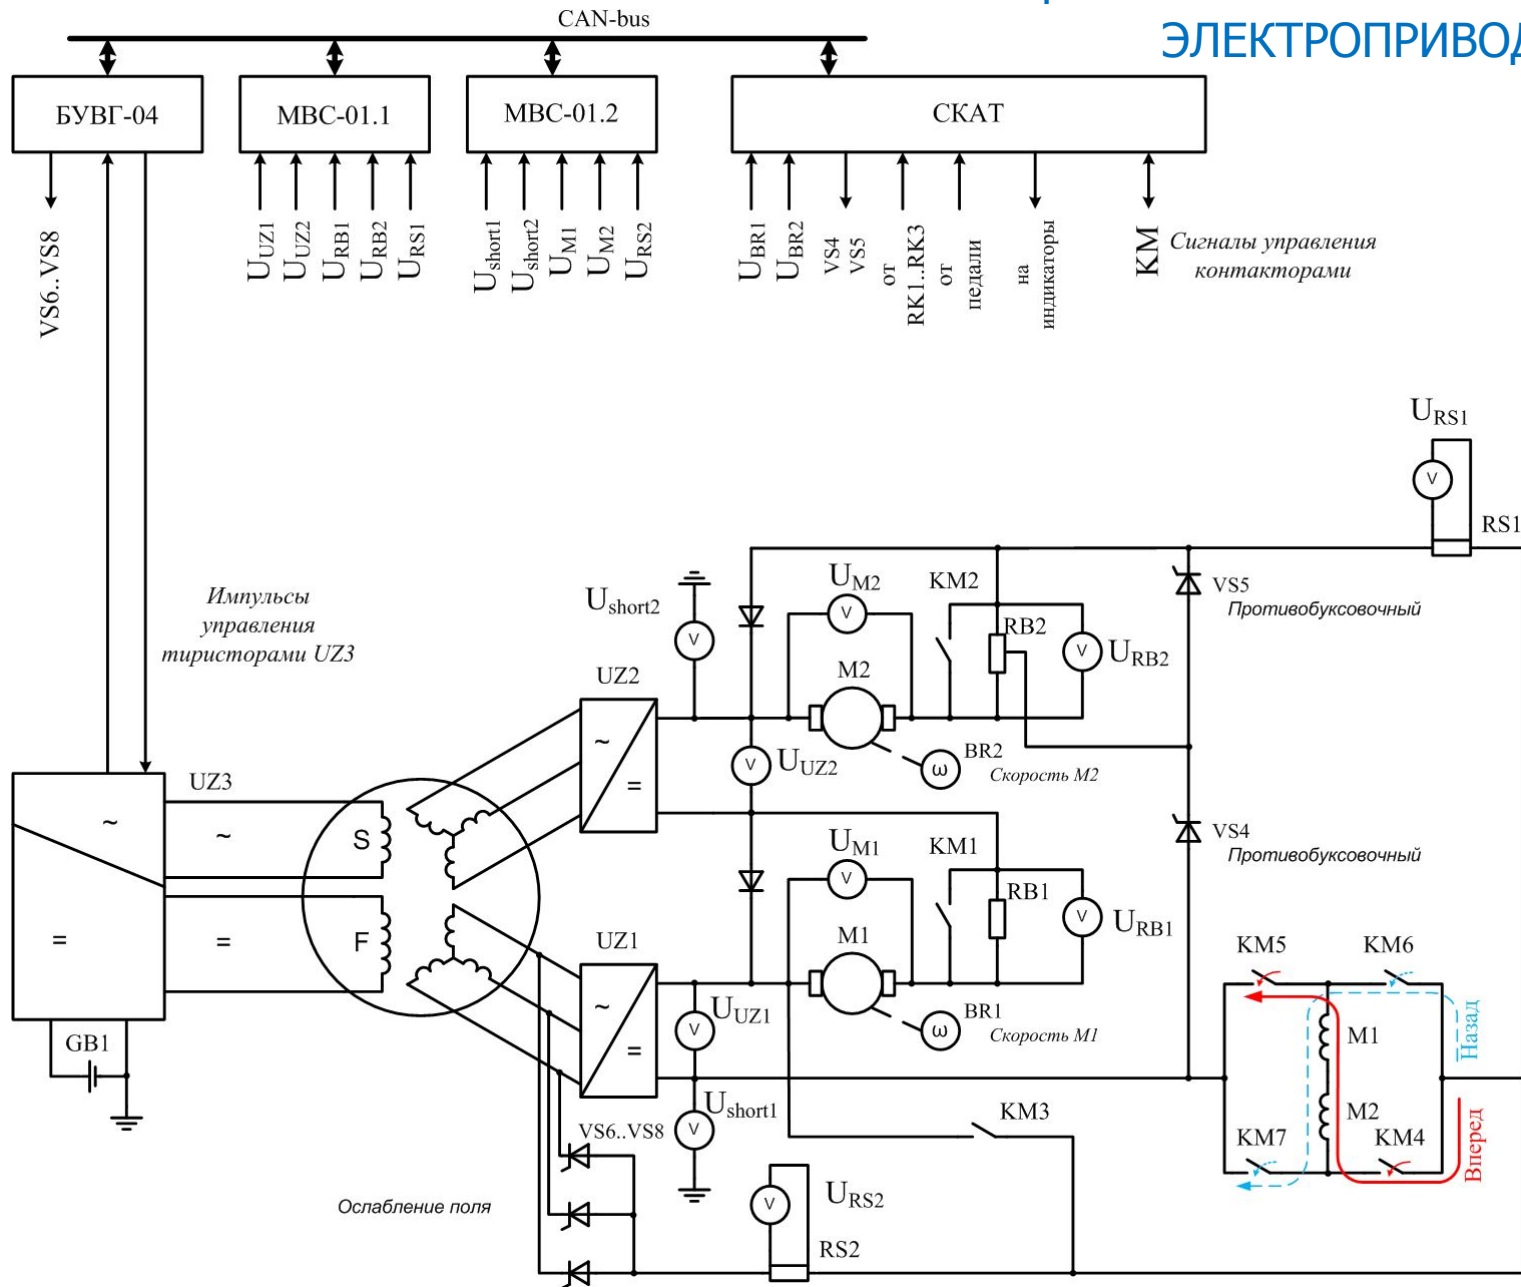 CAN-bus
ЭЛЕКТРОПРИВОД
БУВГ-04
МВС-01.1
МВС-01.2
СКАТ
VS6..VS8
UUZ1
UUZ2
URB1
URB2
URS1
Ushort1
Ushort2
UM1
UM2
URS2
UBR1
UBR2
VS4
VS5
от
RK1..RK3
от
педали
на
индикаторы
KM
Сигналы управления
контакторами
URS1
V
RS1
Импульсы
управления
тиристорами UZ3
Ushort2
V
UM2
V
KM2
RB2
V
URB2
VS5
Противобуксовочный
UZ2
~
=
M2
V
UUZ2
BR2
ω
Скорость M2
UZ3
~
~
S
=
=
F
UM1
V
KM1
RB1
V
URB1
VS4
Противобуксовочный
UZ1
~
=
M1
UUZ1
V
BR1
ω
Скорость M1
KM5
KM6
M1
Назад
GB1
Ushort1
V
KM3
M2
KM7
KM4
Вперед
VS6..VS8
Ослабление поля
URS2
V
RS2